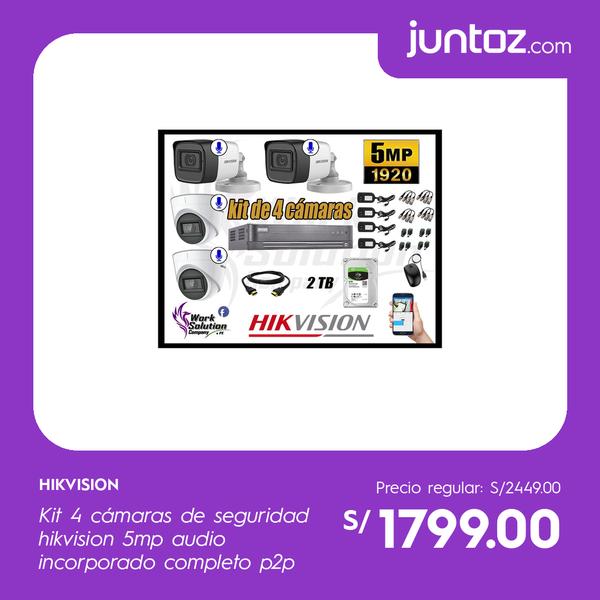 juntoz.com
HIKVISION
5MP
1920
kit de 4 cámaras
2 TB
Work
Solution
Company
HIKVISION
HIKVISION
Precio regular: S/2449.00
Kit 4 cámaras de seguridad
hikvision 5mp audio
incorporado completo p2p
S/ 1799.00